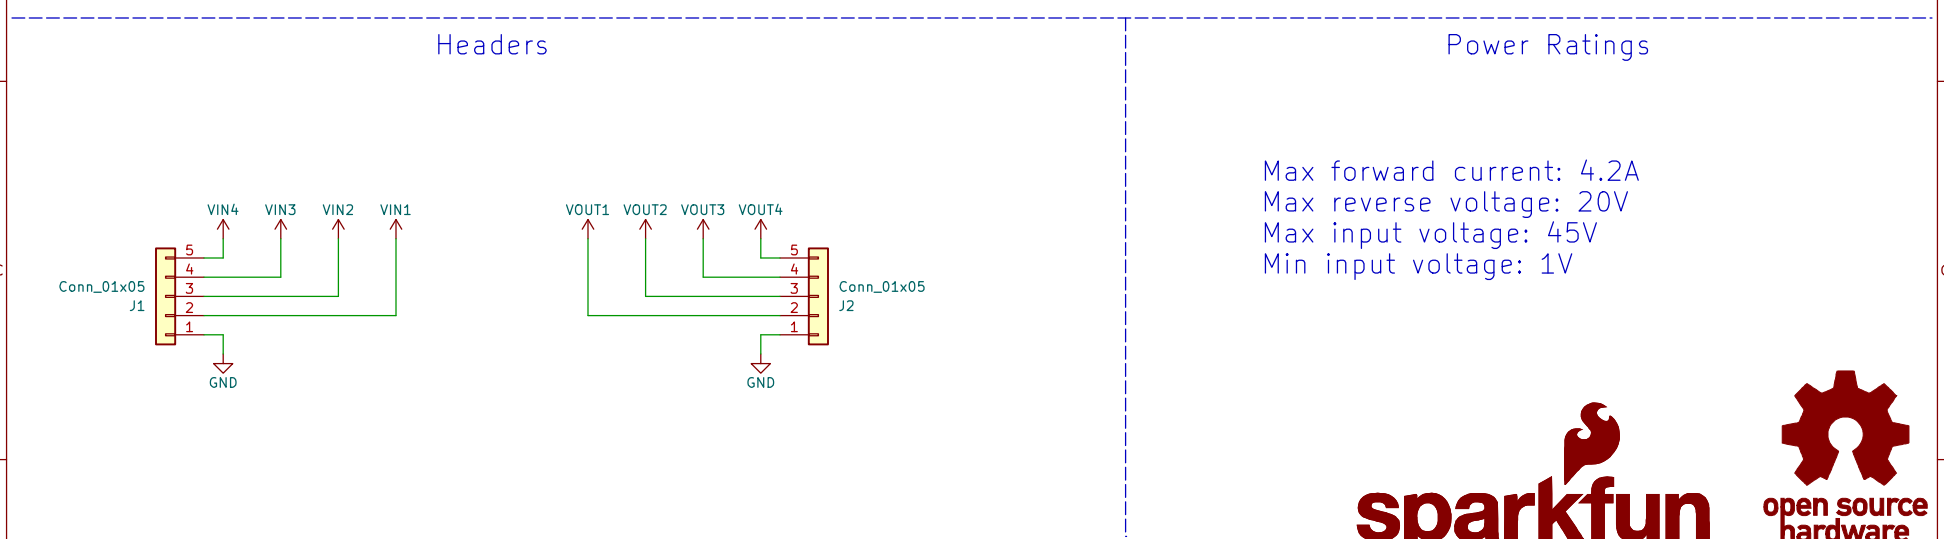 Headers
Power Ratings
Max forward current: 4.2A
Max reverse voltage: 20V
Max input voltage: 45V
Min input voltage: 1V
VIN4 VIN3 VIN2 VIN1
VOUT1 VOUT2 VOUT3 VOUT4
5
4
3
2
1
Conn_01x05
J1
GND
5
4
3
2
1
Conn_01x05
J2
GND
sparkfun
open source
hardware